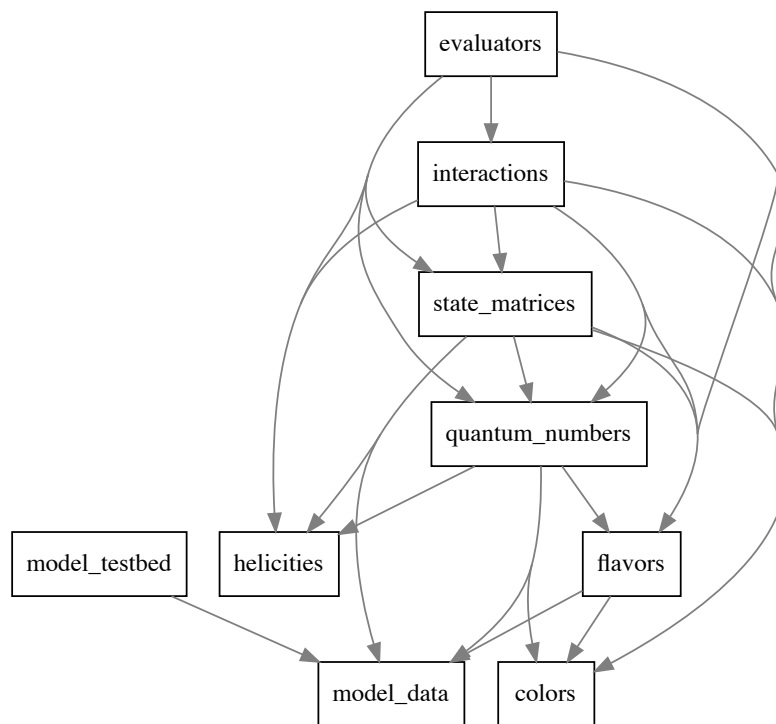 evaluators
interactions
state_matrices
quantum_numbers
model_testbed
helicities
flavors
model_data
colors